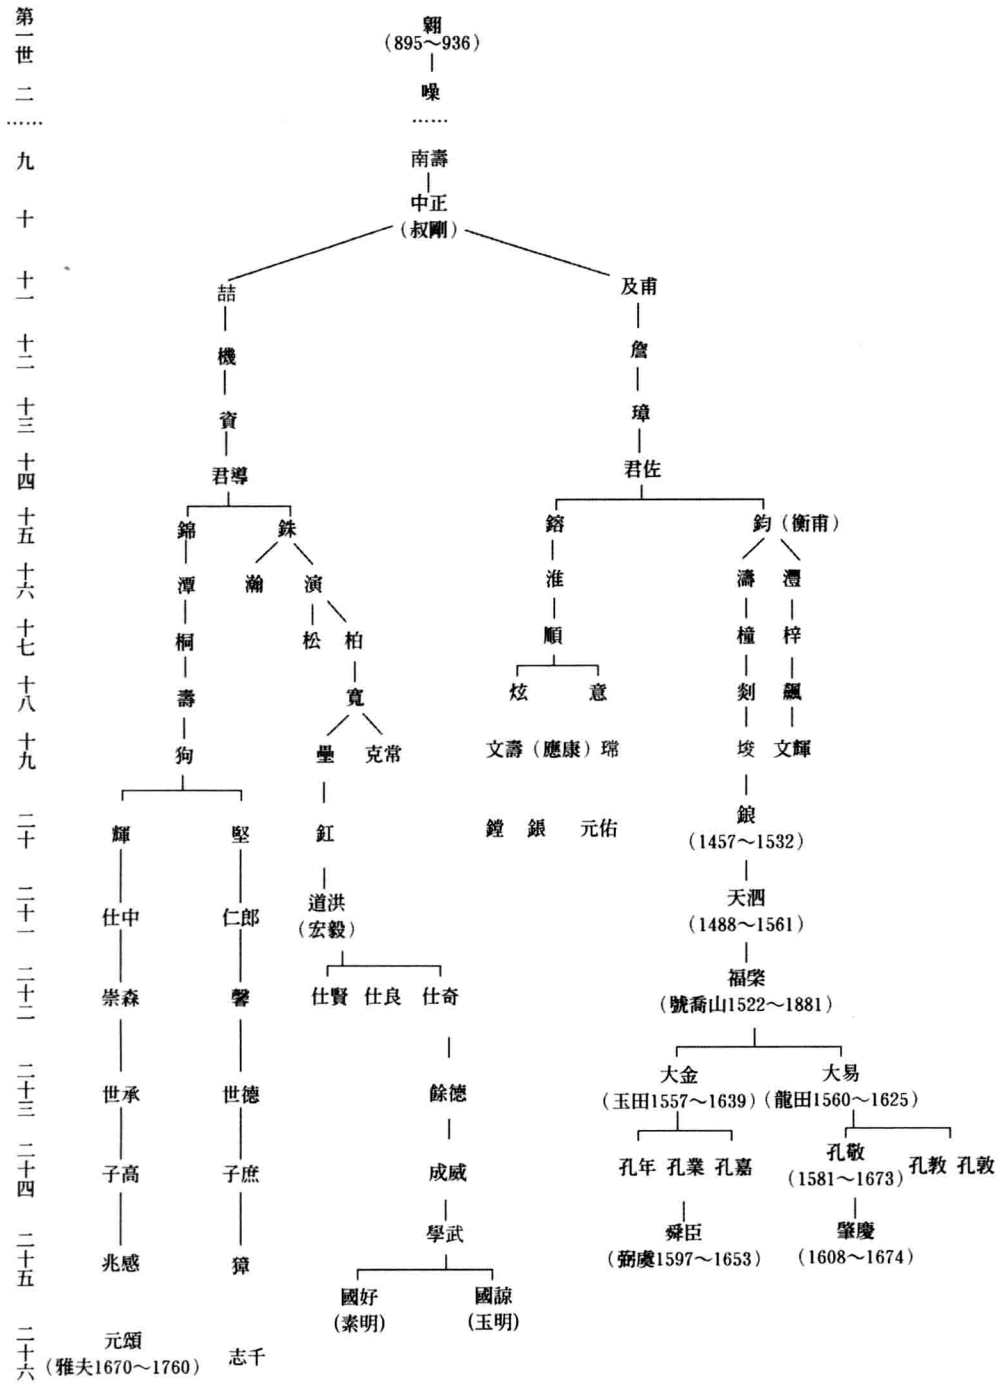 第一世
翱
(895～936)
二
噪
……
……
九
南壽
十
中正
(叔剛)
十一
喆
及甫
十二
機
詹
十三
資
璋
十四
君導
君佐
十五
錦
銖
鎔
鈞(衡甫)
十六
潭
瀚
演
淮
濤
灃
十七
桐
松
柏
順
橦
梓
十八
壽
寬
炫
意
剡
飆
十九
狗
壘
克常
文壽(應康)
瑺
埈
文輝
二十
輝
堅
釭
鏜
鋹
元佑
鋃
(1457～1532)
二十一
仕中
仁郎
道洪
(宏毅)
天泗
(1488～1561)
二十二
崇森
馨
仕賢
仕良
仕奇
福棨
(號喬山1522～1881)
二十三
世承
世德
餘德
大金
(玉田1557～1639)
大易
(龍田1560～1625)
二十四
子高
子庶
成威
孔年
孔業
孔嘉
孔敬
(1581～1673)
孔教
孔敦
二十五
兆感
獐
學武
舜臣
(弼虞1597～1653)
肇慶
(1608～1674)
國好
(素明)
國諒
(玉明)
二十六
元頌
(雅夫1670～1760)
志千